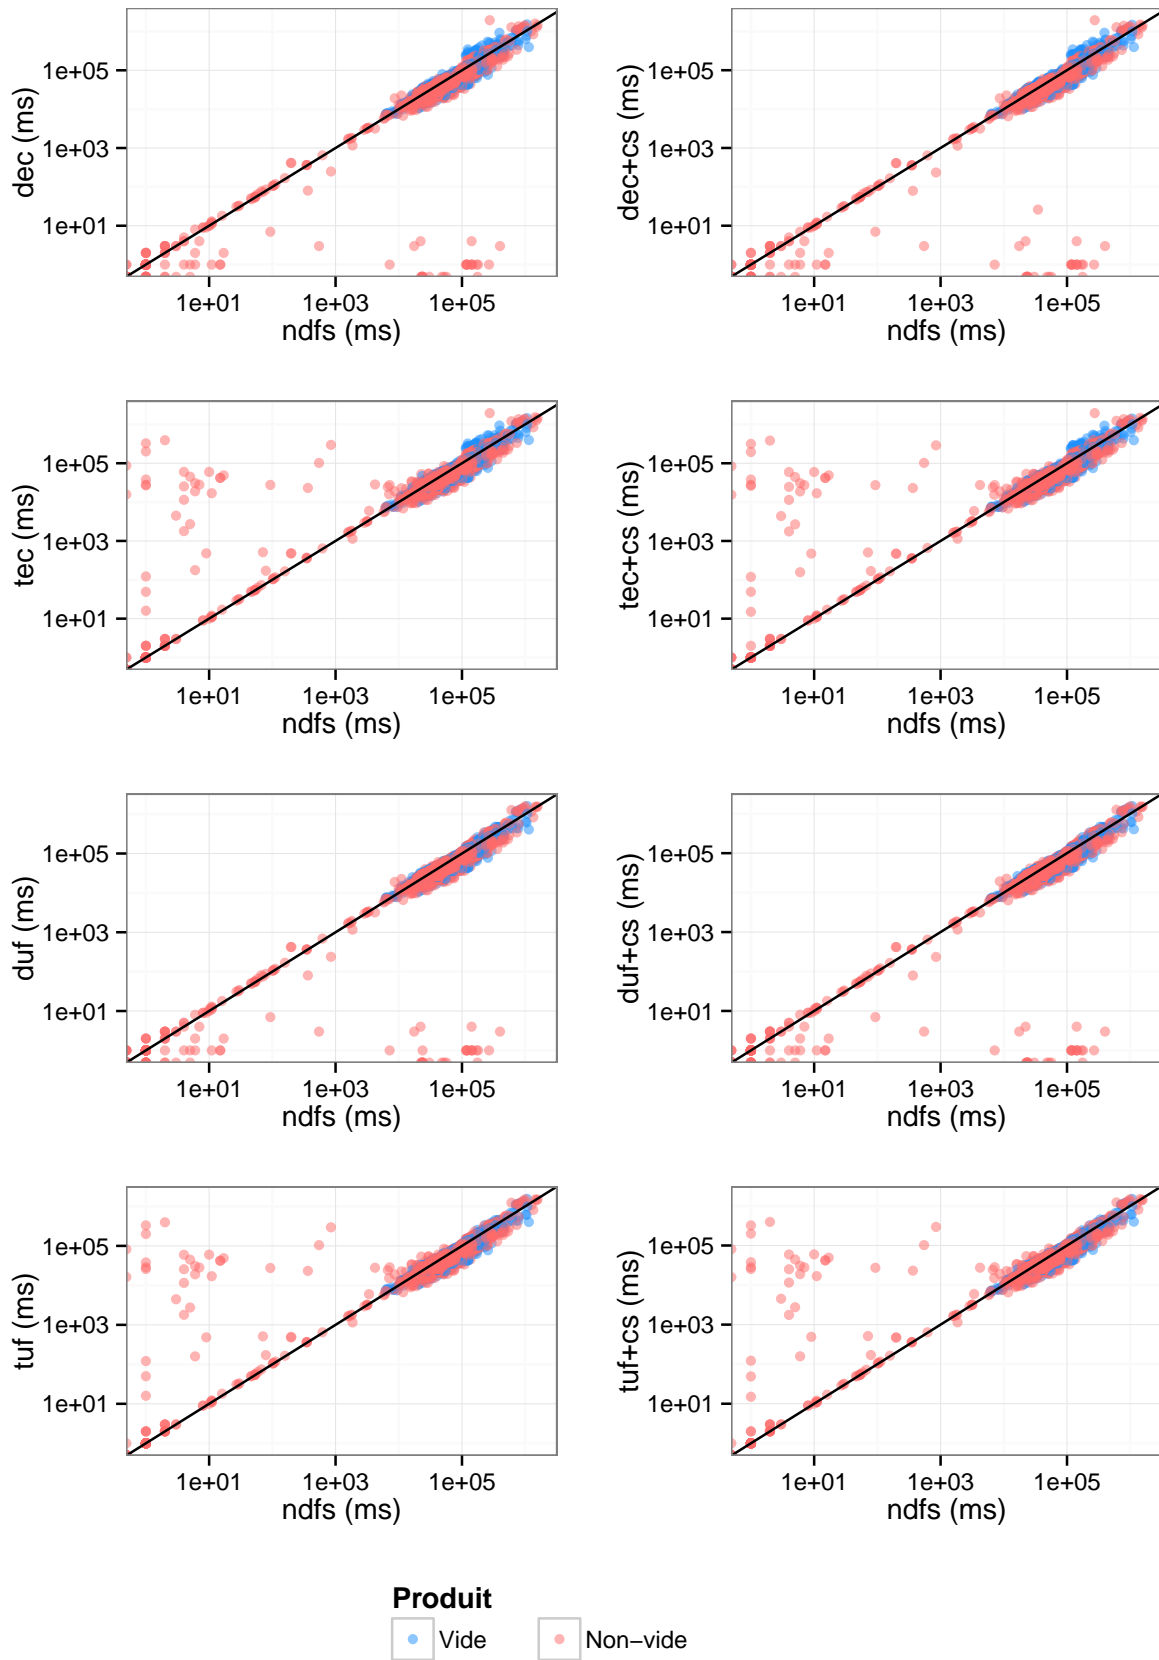 dec (ms)
1e+05
1e+03
1e+01
1e+01 1e+03 1e+05
ndfs (ms)
dec+cs (ms)
1e+05
1e+03
1e+01
1e+01 1e+03 1e+05
ndfs (ms)
tec (ms)
1e+05
1e+03
1e+01
1e+01 1e+03 1e+05
ndfs (ms)
tec+cs (ms)
1e+05
1e+03
1e+01
1e+01 1e+03 1e+05
ndfs (ms)
duf (ms)
1e+05
1e+03
1e+01
1e+01 1e+03 1e+05
ndfs (ms)
duf+cs (ms)
1e+05
1e+03
1e+01
1e+01 1e+03 1e+05
ndfs (ms)
tuf (ms)
1e+05
1e+03
1e+01
1e+01 1e+03 1e+05
ndfs (ms)
tuf+cs (ms)
1e+05
1e+03
1e+01
1e+01 1e+03 1e+05
ndfs (ms)
Produit
Vide Non−vide